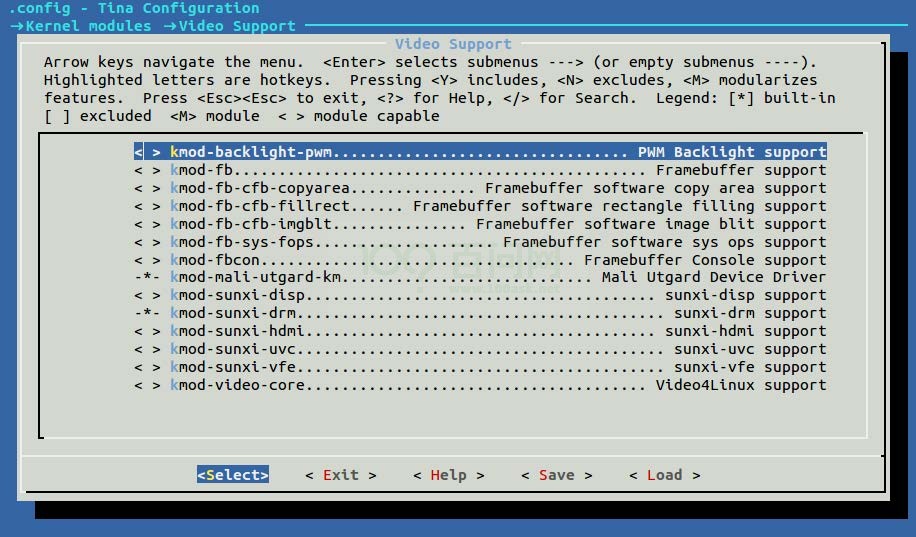 .config - Tina Configuration
→Kernel modules →Video Support
Video Support
Arrow keys navigate the menu.  <Enter> selects submenus ---> (or empty submenus ----).
Highlighted letters are hotkeys.  Pressing <Y> includes, <N> excludes, <M> modularizes
features.  Press <Esc><Esc> to exit, <?> for Help, </> for Search.  Legend: [*] built-in
[ ] excluded  <M> module  < > module capable
< > kmod-backlight-pwm................................. PWM Backlight support
< > kmod-fb.............................................. Framebuffer support
< > kmod-fb-cfb-copyarea.............. Framebuffer software copy area support
< > kmod-fb-cfb-fillrect...... Framebuffer software rectangle filling support
< > kmod-fb-cfb-imgblt............... Framebuffer software image blit support
< > kmod-fb-sys-fops.................... Framebuffer software sys ops support
< > kmod-fbcon................................... Framebuffer Console support
-*- kmod-mali-utgard-km............................ Mali Utgard Device Driver
< > kmod-sunxi-disp....................................... sunxi-disp support
-*- kmod-sunxi-drm......................................... sunxi-drm support
< > kmod-sunxi-hdmi....................................... sunxi-hdmi support
< > kmod-sunxi-uvc......................................... sunxi-uvc support
< > kmod-sunxi-vfe......................................... sunxi-vfe support
< > kmod-video-core...................................... Video4Linux support
<Select>    < Exit >    < Help >    < Save >    < Load >